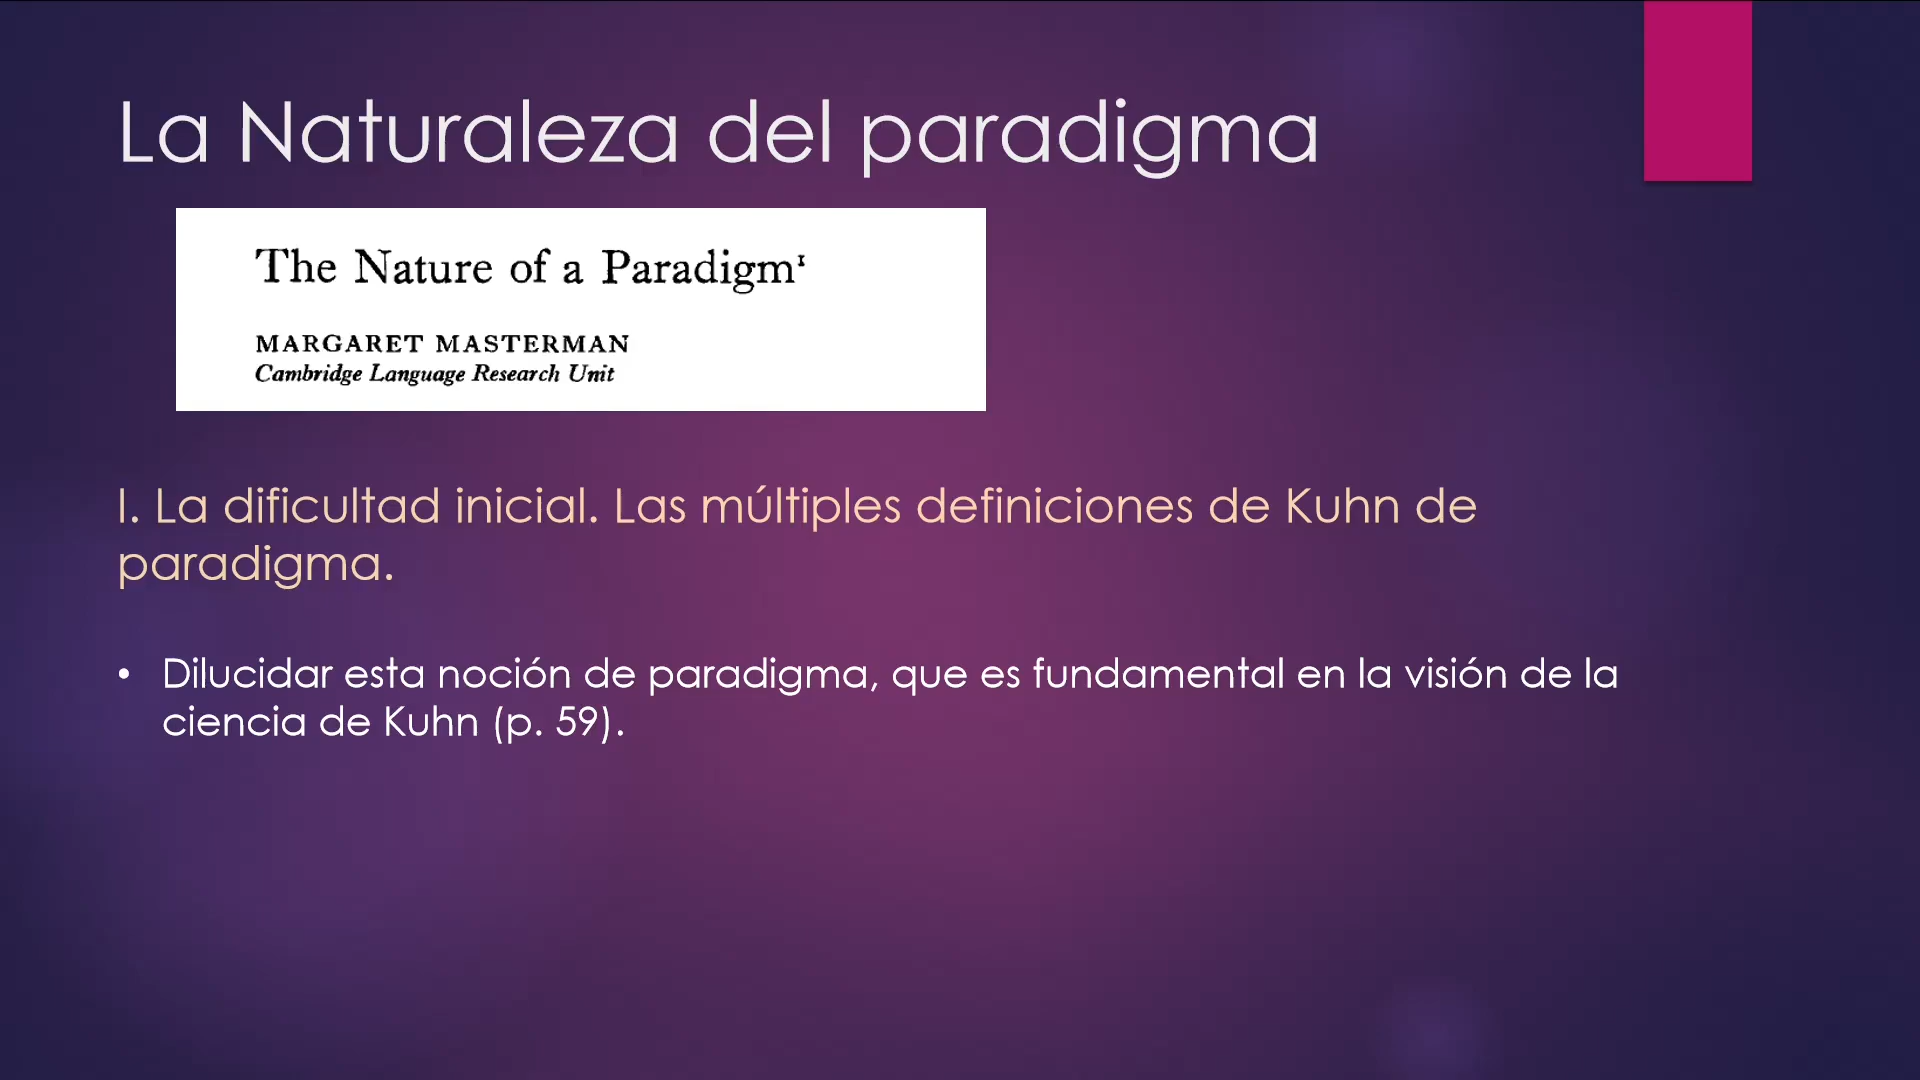 La Naturaleza del paradigma
The Nature of a Paradigm¹
MARGARET MASTERMAN
Cambridge Language Research Unit
I. La dificultad inicial. Las múltiples definiciones de Kuhn de
paradigma.
• Dilucidar esta noción de paradigma, que es fundamental en la visión de la
ciencia de Kuhn (p. 59).